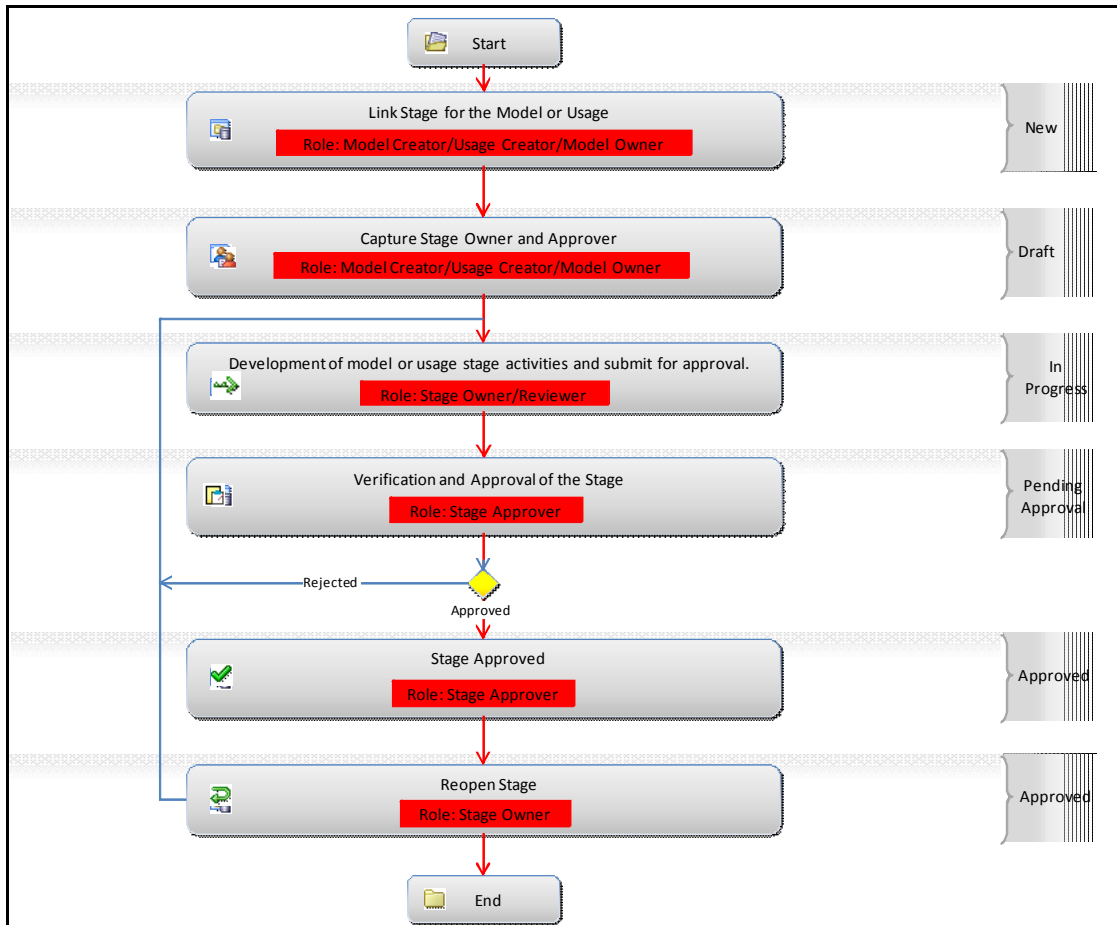 Start
Link Stage for the Model or Usage
Role: Model Creator/Usage Creator/Model Owner
New
Capture Stage Owner and Approver
Role: Model Creator/Usage Creator/Model Owner
Draft
Development of model or usage stage activities and submit for approval.
Role: Stage Owner/Reviewer
In
Progress
Verification and Approval of the Stage
Role: Stage Approver
Pending
Approval
Rejected
Approved
Stage Approved
Role: Stage Approver
Approved
Reopen Stage
Role: Stage Owner
Approved
End